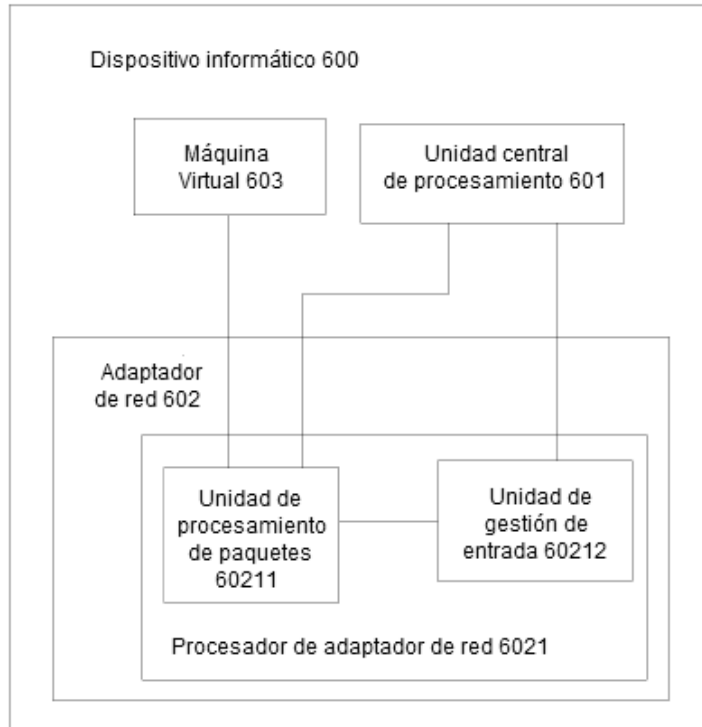 Dispositivo informático 600
Máquina
Virtual 603
Unidad central
de procesamiento 601
Adaptador
de red 602
Unidad de
procesamiento
de paquetes
60211
Unidad de
gestión de
entrada 60212
Procesador de adaptador de red 6021